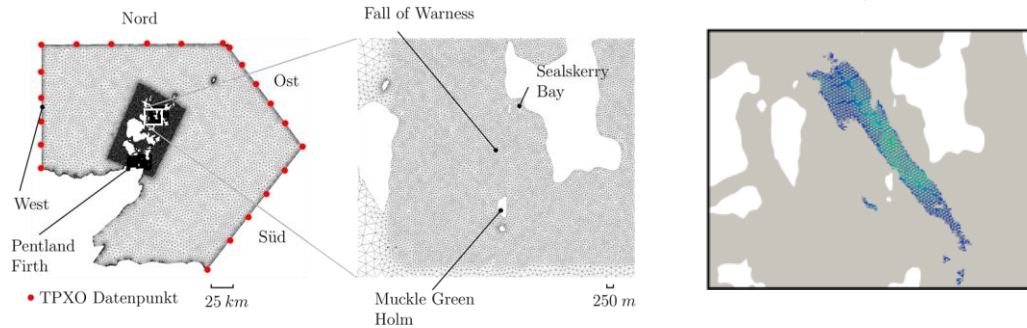 Nord
Ost
West
Pentland
Firth
Süd
TPXO Datenpunkt
25 km
Fall of Warness
Sealskerry
Bay
Muckle Green
Holm
250 m